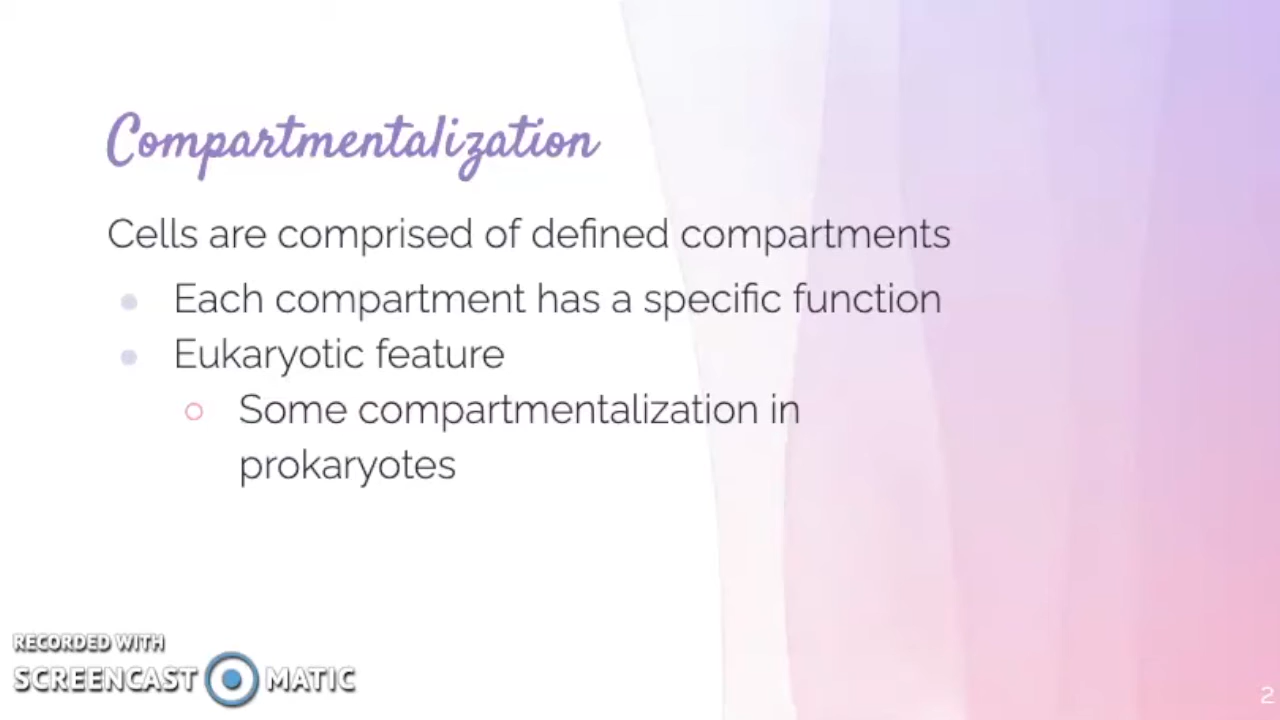 Compartmentalization
Cells are comprised of defined compartments
Each compartment has a specific function
Eukaryotic feature
Some compartmentalization in
prokaryotes
RECORDED WITH
SCREENCAST MATIC
2